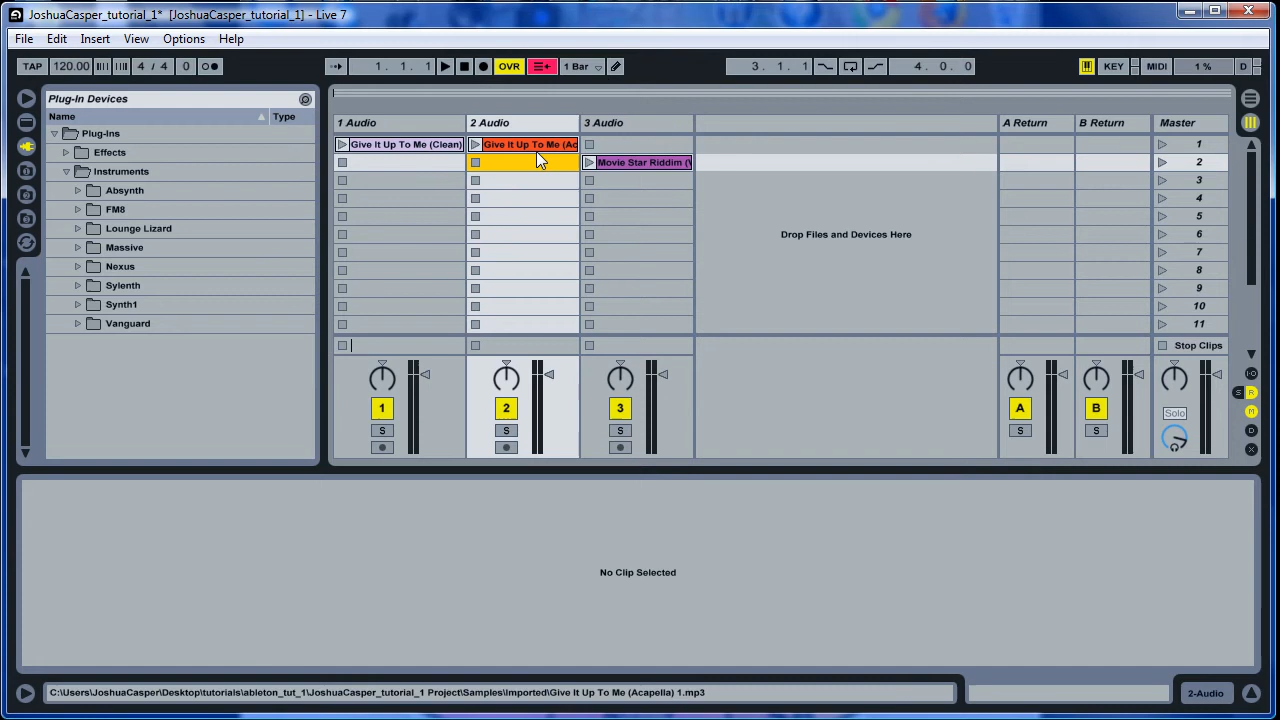 JoshuaCasper_tutorial_1* [JoshuaCasper_tutorial_1] - Live 7
File Edit Insert View Options Help
TAP 120.00 4 / 4 0 1. 1. 1 OVR 1 Bar 3. 1. 1 4. 0. 0 KEY MIDI 1 % D
Plug-In Devices
Name Type
Plug-Ins
Effects
Instruments
Absynth
FM8
Lounge Lizard
Massive
Nexus
Sylenth
Synth1
Vanguard
1 Audio 2 Audio 3 Audio A Return B Return Master
Give It Up To Me (Clean) Give It Up To Me (Ac 1
Movie Star Riddim (V 2
3
4
5
Drop Files and Devices Here 6
7
8
9
10
11
Stop Clips
1 2 3 A B Solo
S S S S S
No Clip Selected
C:\Users\JoshuaCasper\Desktop\tutorials\ableton_tut_1\JoshuaCasper_tutorial_1 Project\Samples\Imported\Give It Up To Me (Acapella) 1.mp3
2-Audio